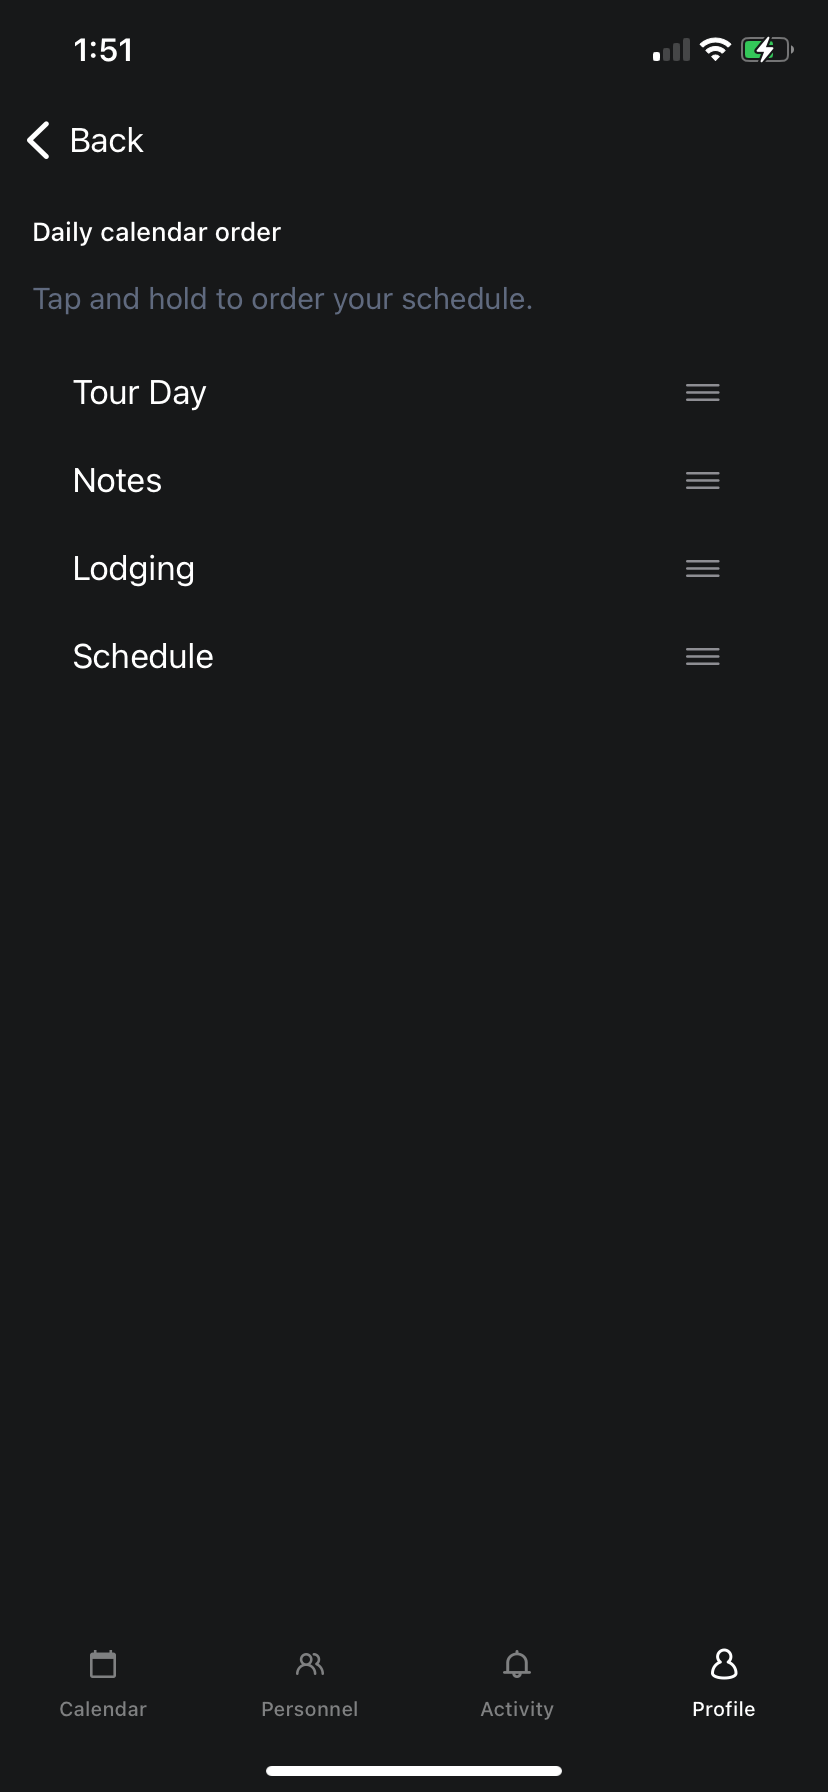 1:51
Back
Daily calendar order
Tap and hold to order your schedule.
Tour Day
Notes
Lodging
Schedule
Calendar
Personnel
Activity
Profile